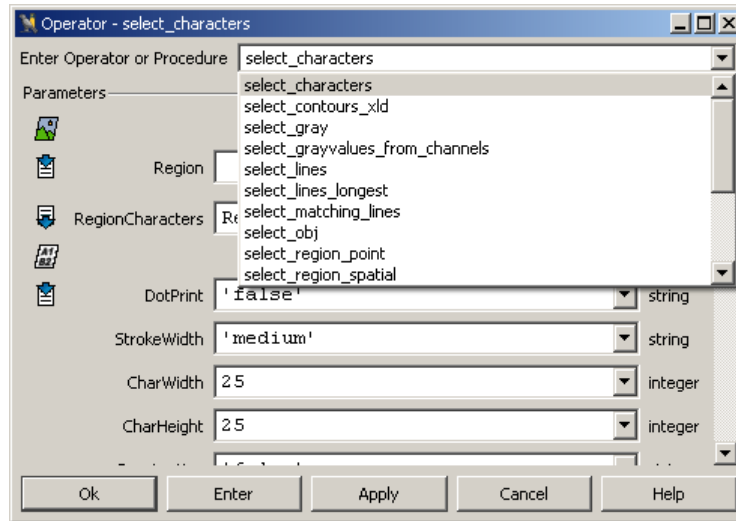 Operator - select_characters
Enter Operator or Procedure select_characters
select_characters
Parameters
select_contours_xld
select_gray
select_grayvalues_from_channels
Region
select_lines
select_lines_longest
RegionCharacters Re
select_matching_lines
select_obj
select_region_point
select_region_spatial
DotPrint 'false' string
StrokeWidth 'medium' string
CharWidth 25 integer
CharHeight 25 integer
Ok Enter Apply Cancel Help